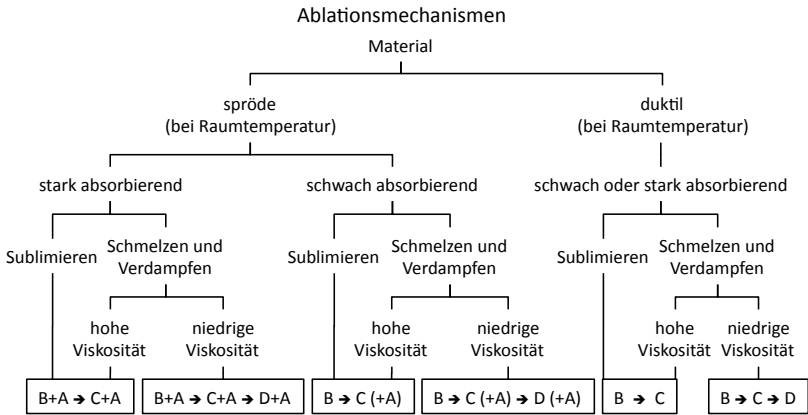 Ablationsmechanismen
Material
spröde
(bei Raumtemperatur)
duktil
(bei Raumtemperatur)
stark absorbierend
schwach absorbierend
schwach oder stark absorbierend
Sublimieren
Schmelzen und
Verdampfen
Sublimieren
Schmelzen und
Verdampfen
Sublimieren
Schmelzen und
Verdampfen
hohe
Viskosität
niedrige
Viskosität
hohe
Viskosität
niedrige
Viskosität
hohe
Viskosität
niedrige
Viskosität
B+A → C+A
B+A → C+A → D+A
B → C (+A)
B → C (+A) → D (+A)
B → C
B → C → D